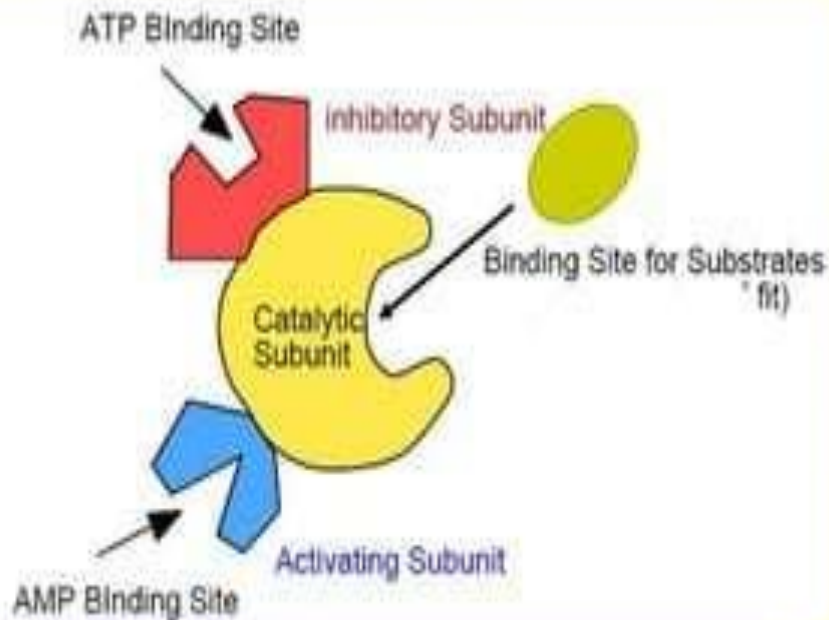 ATP BInding Site
Inhibitory Subunit
Binding Site for Substrates
fit)
Catalytic
Subunit
Activating Subunit
AMP BInding Site